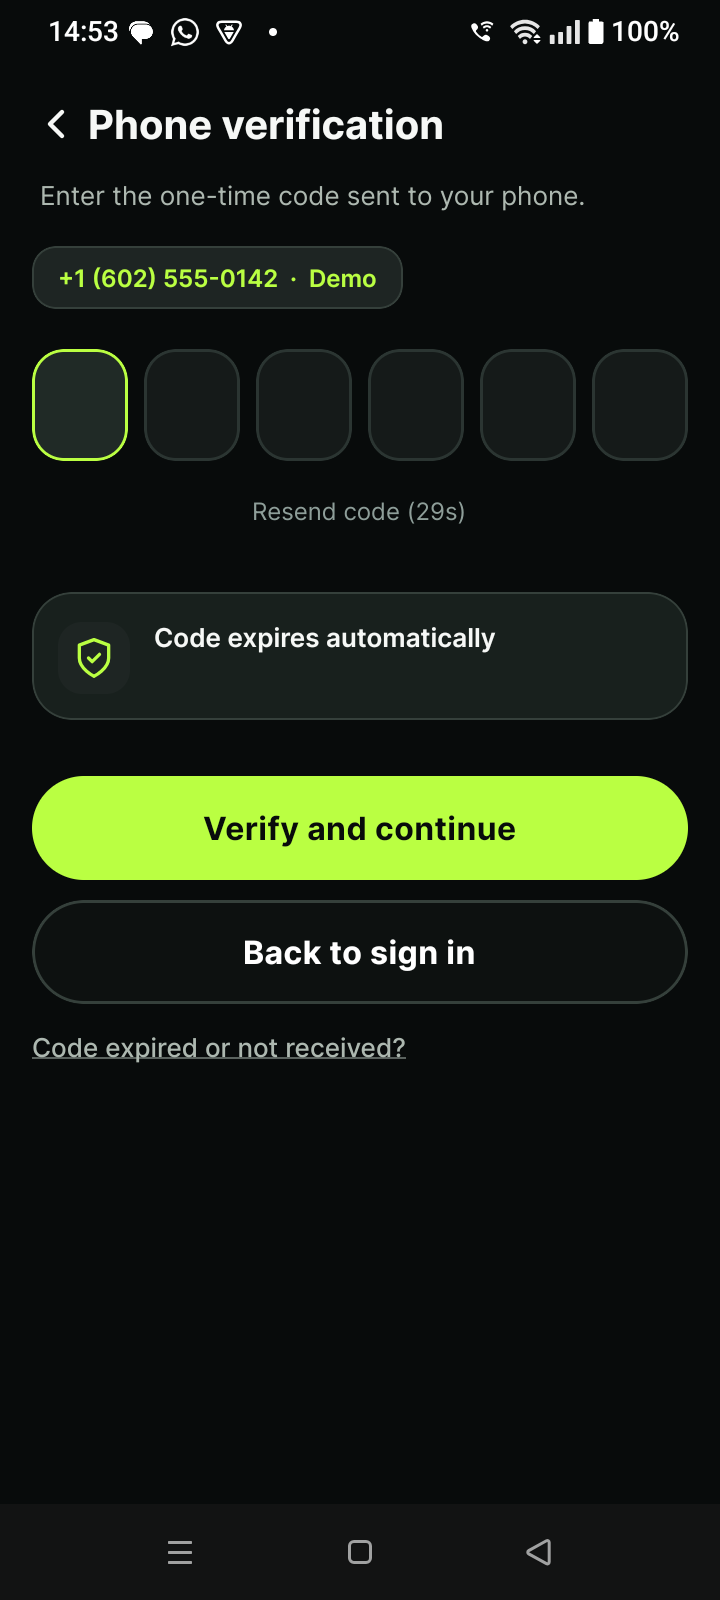 14:53 100%
Phone verification
Enter the one-time code sent to your phone.
+1 (602) 555-0142 · Demo
Resend code (29s)
Code expires automatically
Verify and continue
Back to sign in
Code expired or not received?